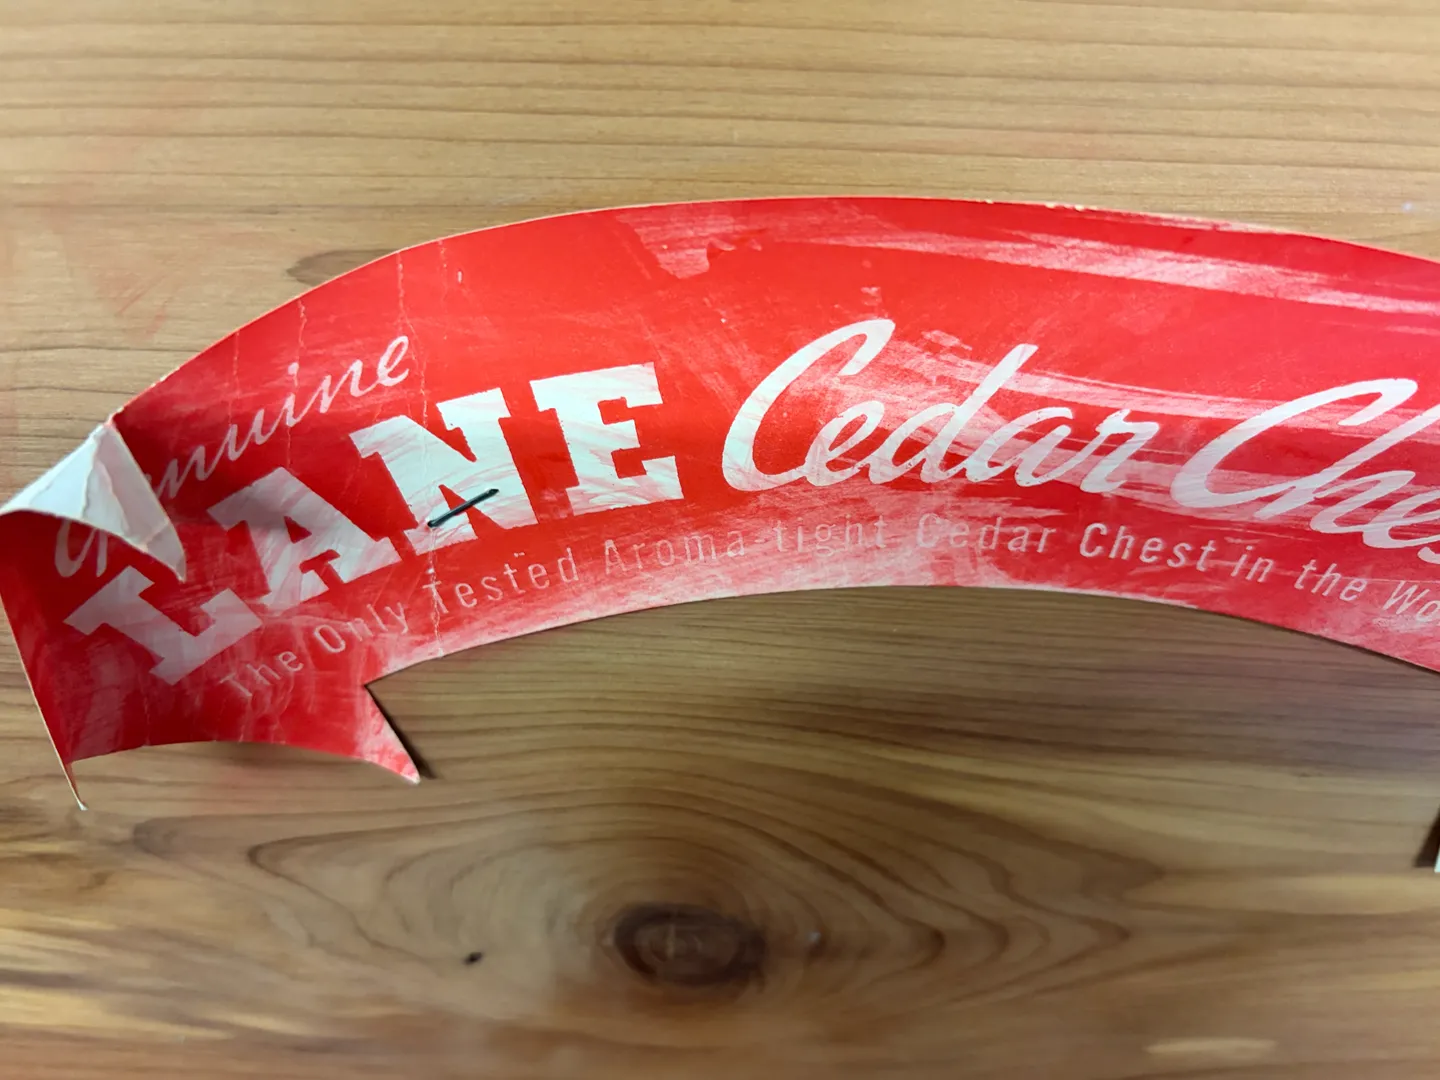 Genuine
LANE Cedar Ches
The Only Tested Aroma-tight Cedar Chest in the Wo